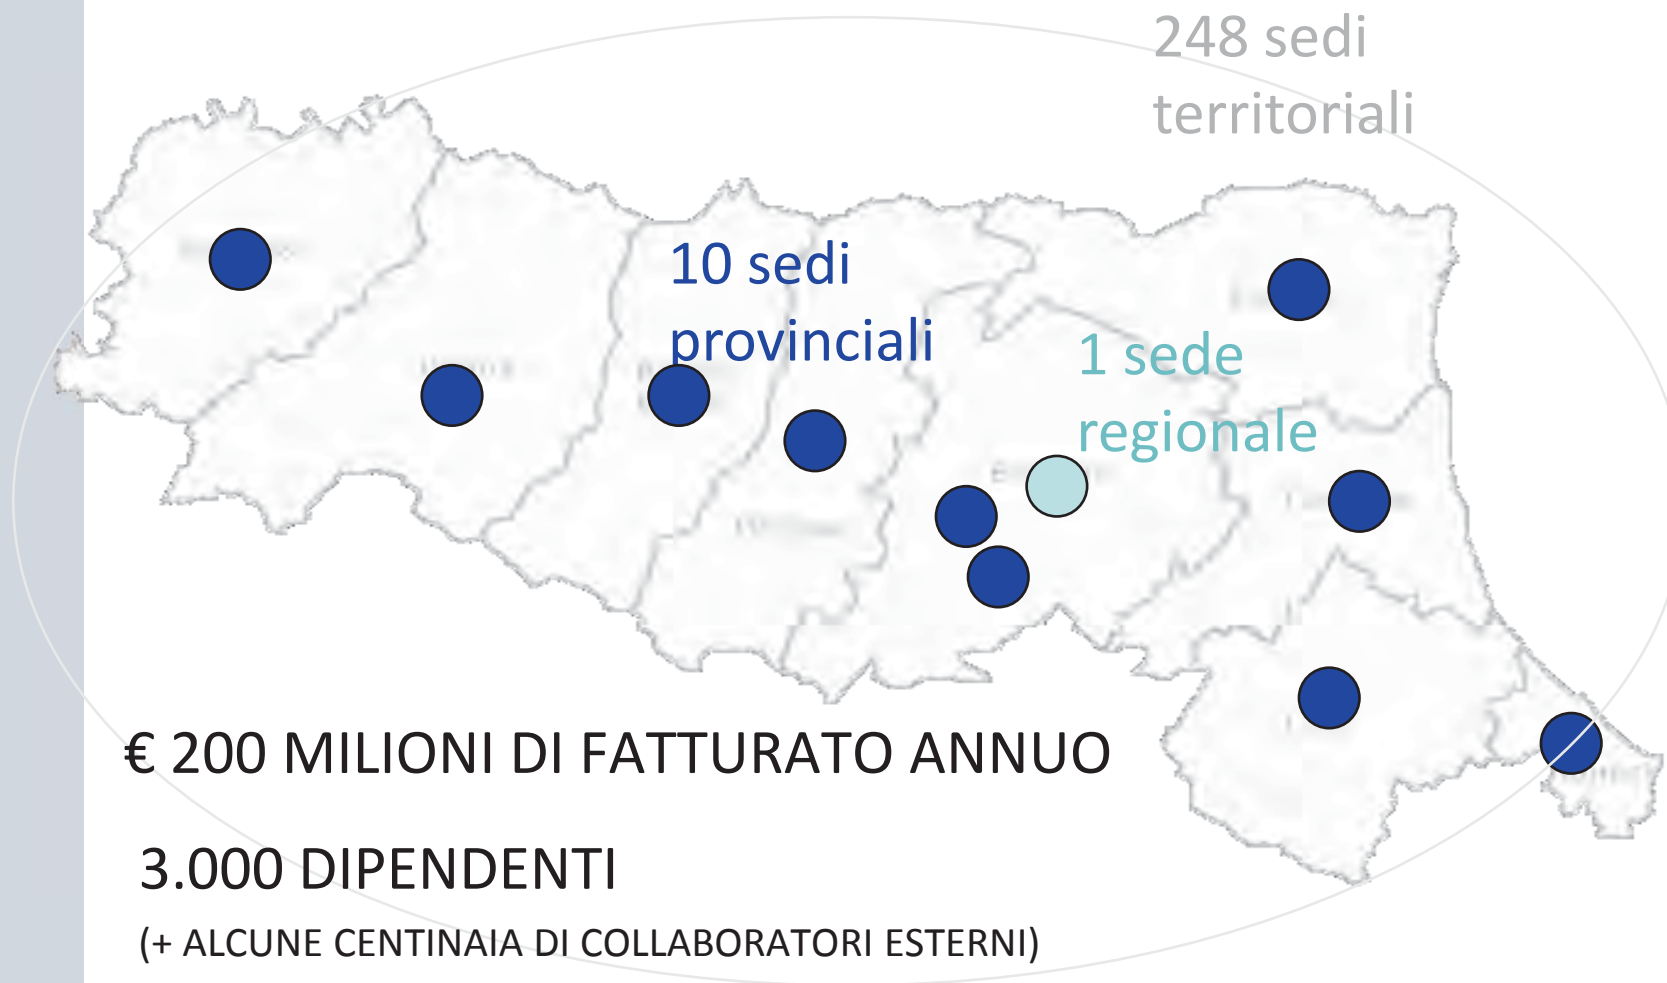 248 sedi
territoriali
10 sedi
provinciali
1 sede
regionale
€ 200 MILIONI DI FATTURATO ANNUO
3.000 DIPENDENTI
(+ ALCUNE CENTINAIA DI COLLABORATORI ESTERNI)